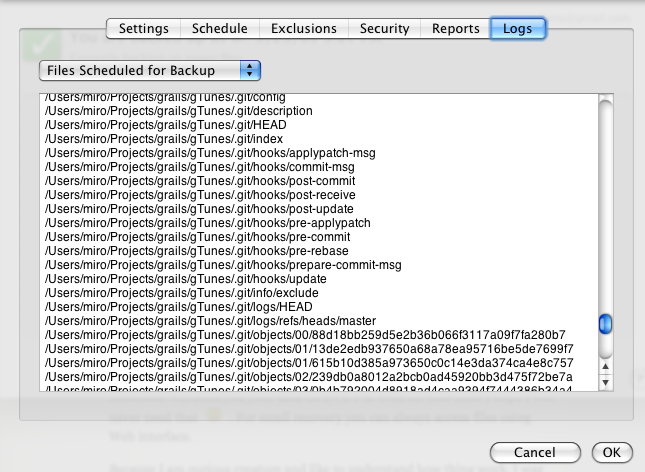 Settings Schedule Exclusions Security Reports Logs
Files Scheduled for Backup
/Users/miro/Projects/grails/gTunes/.git/config
/Users/miro/Projects/grails/gTunes/.git/description
/Users/miro/Projects/grails/gTunes/.git/HEAD
/Users/miro/Projects/grails/gTunes/.git/index
/Users/miro/Projects/grails/gTunes/.git/hooks/applypatch-msg
/Users/miro/Projects/grails/gTunes/.git/hooks/commit-msg
/Users/miro/Projects/grails/gTunes/.git/hooks/post-commit
/Users/miro/Projects/grails/gTunes/.git/hooks/post-receive
/Users/miro/Projects/grails/gTunes/.git/hooks/post-update
/Users/miro/Projects/grails/gTunes/.git/hooks/pre-applypatch
/Users/miro/Projects/grails/gTunes/.git/hooks/pre-commit
/Users/miro/Projects/grails/gTunes/.git/hooks/pre-rebase
/Users/miro/Projects/grails/gTunes/.git/hooks/prepare-commit-msg
/Users/miro/Projects/grails/gTunes/.git/hooks/update
/Users/miro/Projects/grails/gTunes/.git/info/exclude
/Users/miro/Projects/grails/gTunes/.git/logs/HEAD
/Users/miro/Projects/grails/gTunes/.git/logs/refs/heads/master
/Users/miro/Projects/grails/gTunes/.git/objects/00/88d18bb259d5e2b36b066f3117a09f7fa280b7
/Users/miro/Projects/grails/gTunes/.git/objects/01/13de2edb937650a68a78ea95716be5de7699f7
/Users/miro/Projects/grails/gTunes/.git/objects/01/615b10d385a973650c0c14e3da374ca4e8c757
/Users/miro/Projects/grails/gTunes/.git/objects/02/239db0a8012a2bcb0ad45920bb3d475f72be7a
Web interface.
Cancel OK